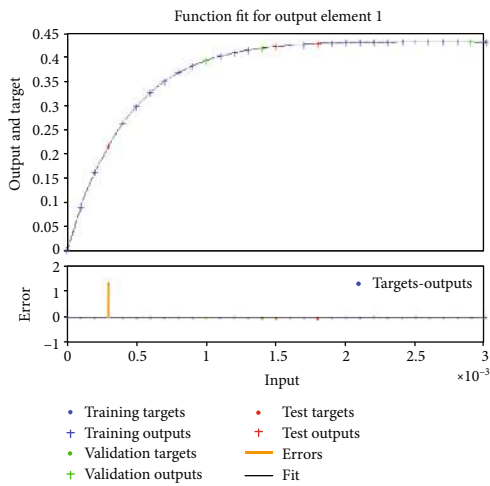 Function fit for output element 1
Output and target
0.45
0.4
0.35
0.3
0.25
0.2
0.15
0.1
0.05
0
Error
2
1
0
−1
Targets-outputs
0 0.5 1 0.5 2 2.5 3
Input
×10⁻³
Training targets
Training outputs
Validation targets
Validation outputs
Test targets
Test outputs
Errors
Fit